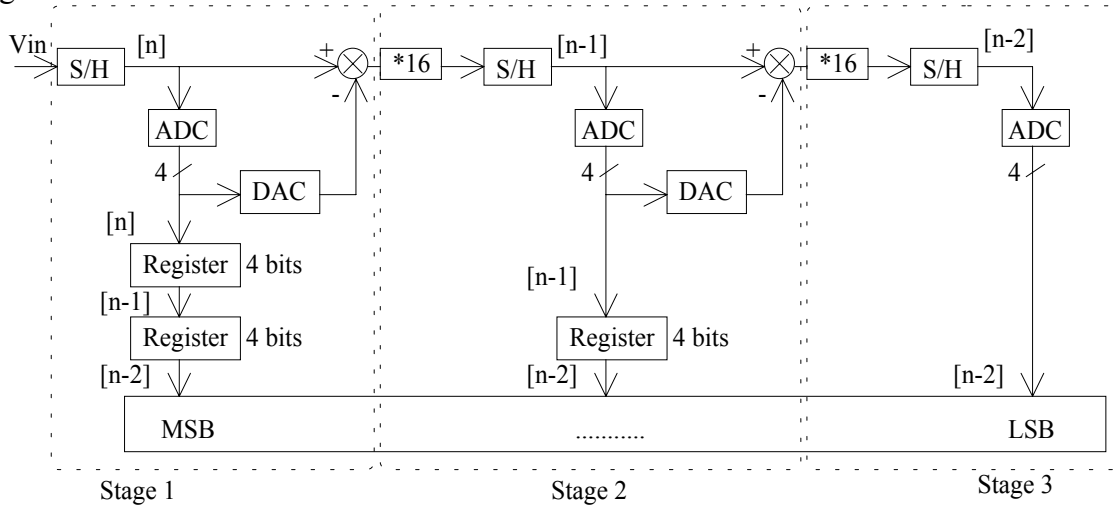 g
Vin
S/H
[n]
+
-
*16
S/H
[n-1]
+
-
*16
S/H
[n-2]
ADC
4
DAC
ADC
4
DAC
ADC
4
[n]
Register 4 bits
[n-1]
Register 4 bits
[n-2]
[n-1]
Register 4 bits
[n-2]
[n-2]
MSB ........... LSB
Stage 1 Stage 2 Stage 3